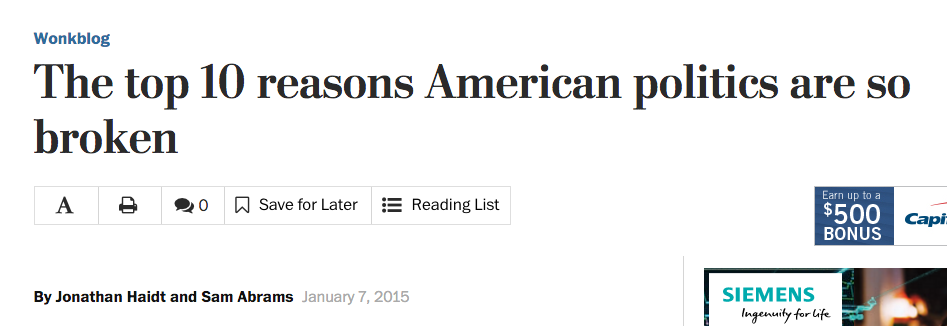 Wonkblog
The top 10 reasons American politics are so
broken
A
0
Save for Later
Reading List
Earn up to a
$500
BONUS
By Jonathan Haidt and Sam Abrams January 7, 2015
SIEMENS
Ingenuity for life